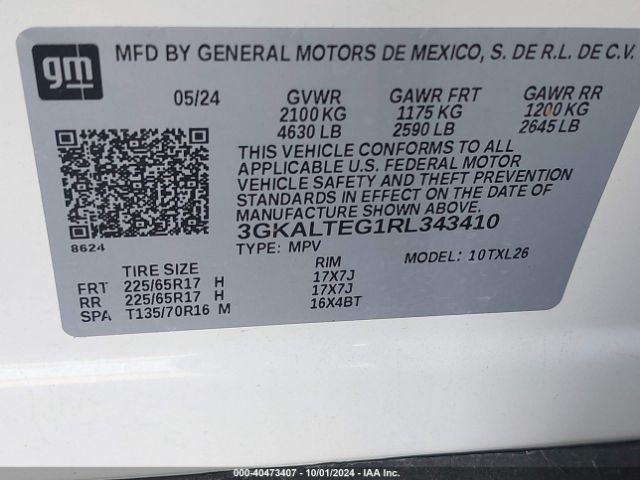 gm
MFD BY GENERAL MOTORS DE MEXICO, S. DE R.L. DE C.V.
05/24 GVWR GAWR FRT GAWR RR
2100 KG 1175 KG 1200 KG
4630 LB 2590 LB 2645 LB
THIS VEHICLE CONFORMS TO ALL
APPLICABLE U.S. FEDERAL MOTOR
VEHICLE SAFETY AND THEFT PREVENTION
STANDARDS IN EFFECT ON THE DATE OF
MANUFACTURE SHOWN ABOVE.
8624 3GKALTEG1RL343410
TYPE: MPV MODEL: 10TXL26
TIRE SIZE RIM
FRT 225/65R17 H 17X7J
RR 225/65R17 H 17X7J
SPA T135/70R16 M 16X4BT
© - 40473407 - 10/01/2024 - IAA Holdings, LLC